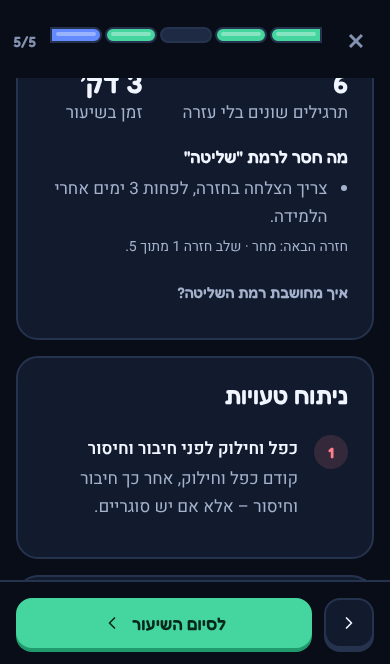 5/5
6
3 דק׳
תרגילים שונים בלי עזרה
זמן בשיעור
מה חסר לרמת "שליטה"
• צריך הצלחה בחזרה, לפחות 3 ימים אחרי
הלמידה.
חזרה הבאה: מחר · שלב חזרה 1 מתוך 5.
איך מחושבת רמת השליטה?
ניתוח טעויות
1
כפל וחילוק לפני חיבור וחיסור
קודם כפל וחילוק, אחר כך חיבור
וחיסור – אלא אם יש סוגריים.
לסיום השיעור